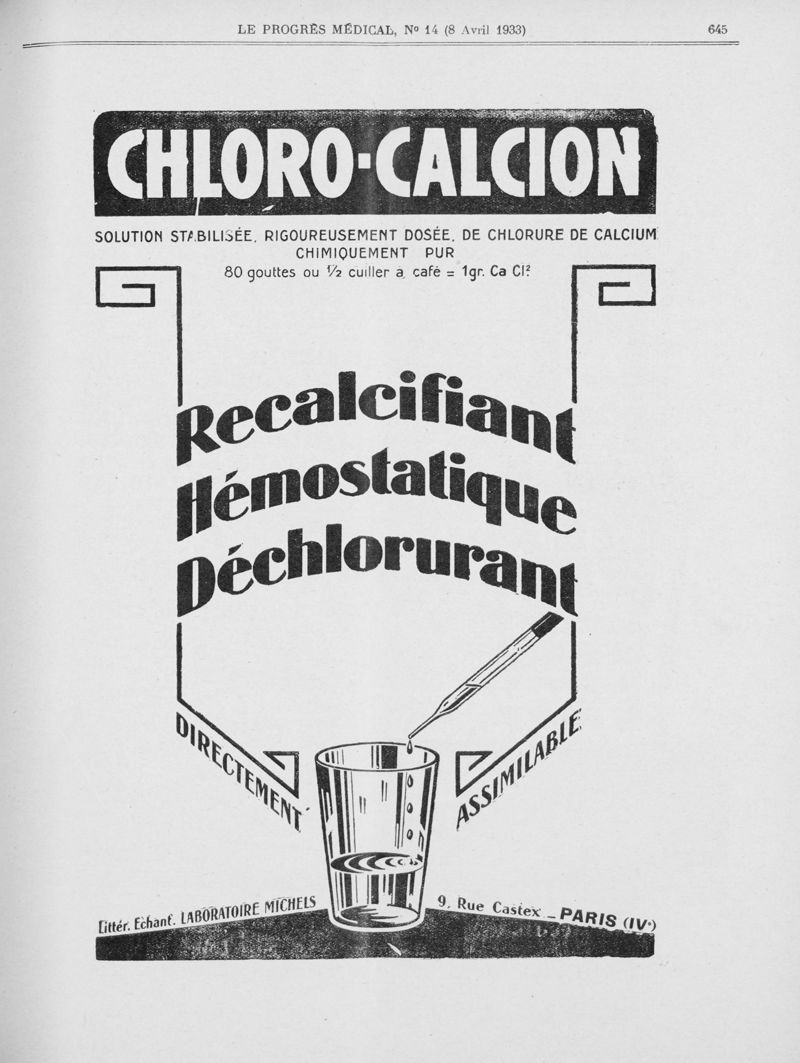 LE PROGRÈS MÉDICAL, Nº 14 (8 Avril 1933) 645
CHLORO-CALCION
SOLUTION STABILISÉE, RIGOUREUSEMENT DOSÉE, DE CHLORURE DE CALCIUM
CHIMIQUEMENT PUR
80 gouttes ou 1/2 cuiller a café = 1gr. Ca Cl²
Recalcifiant
Hémostatique
Déchlorurant
DIRECTEMENT ASSIMILABLE
Littér. Echant. LABORATOIRE MICHELS 9, Rue Castex _ PARIS (IVe)